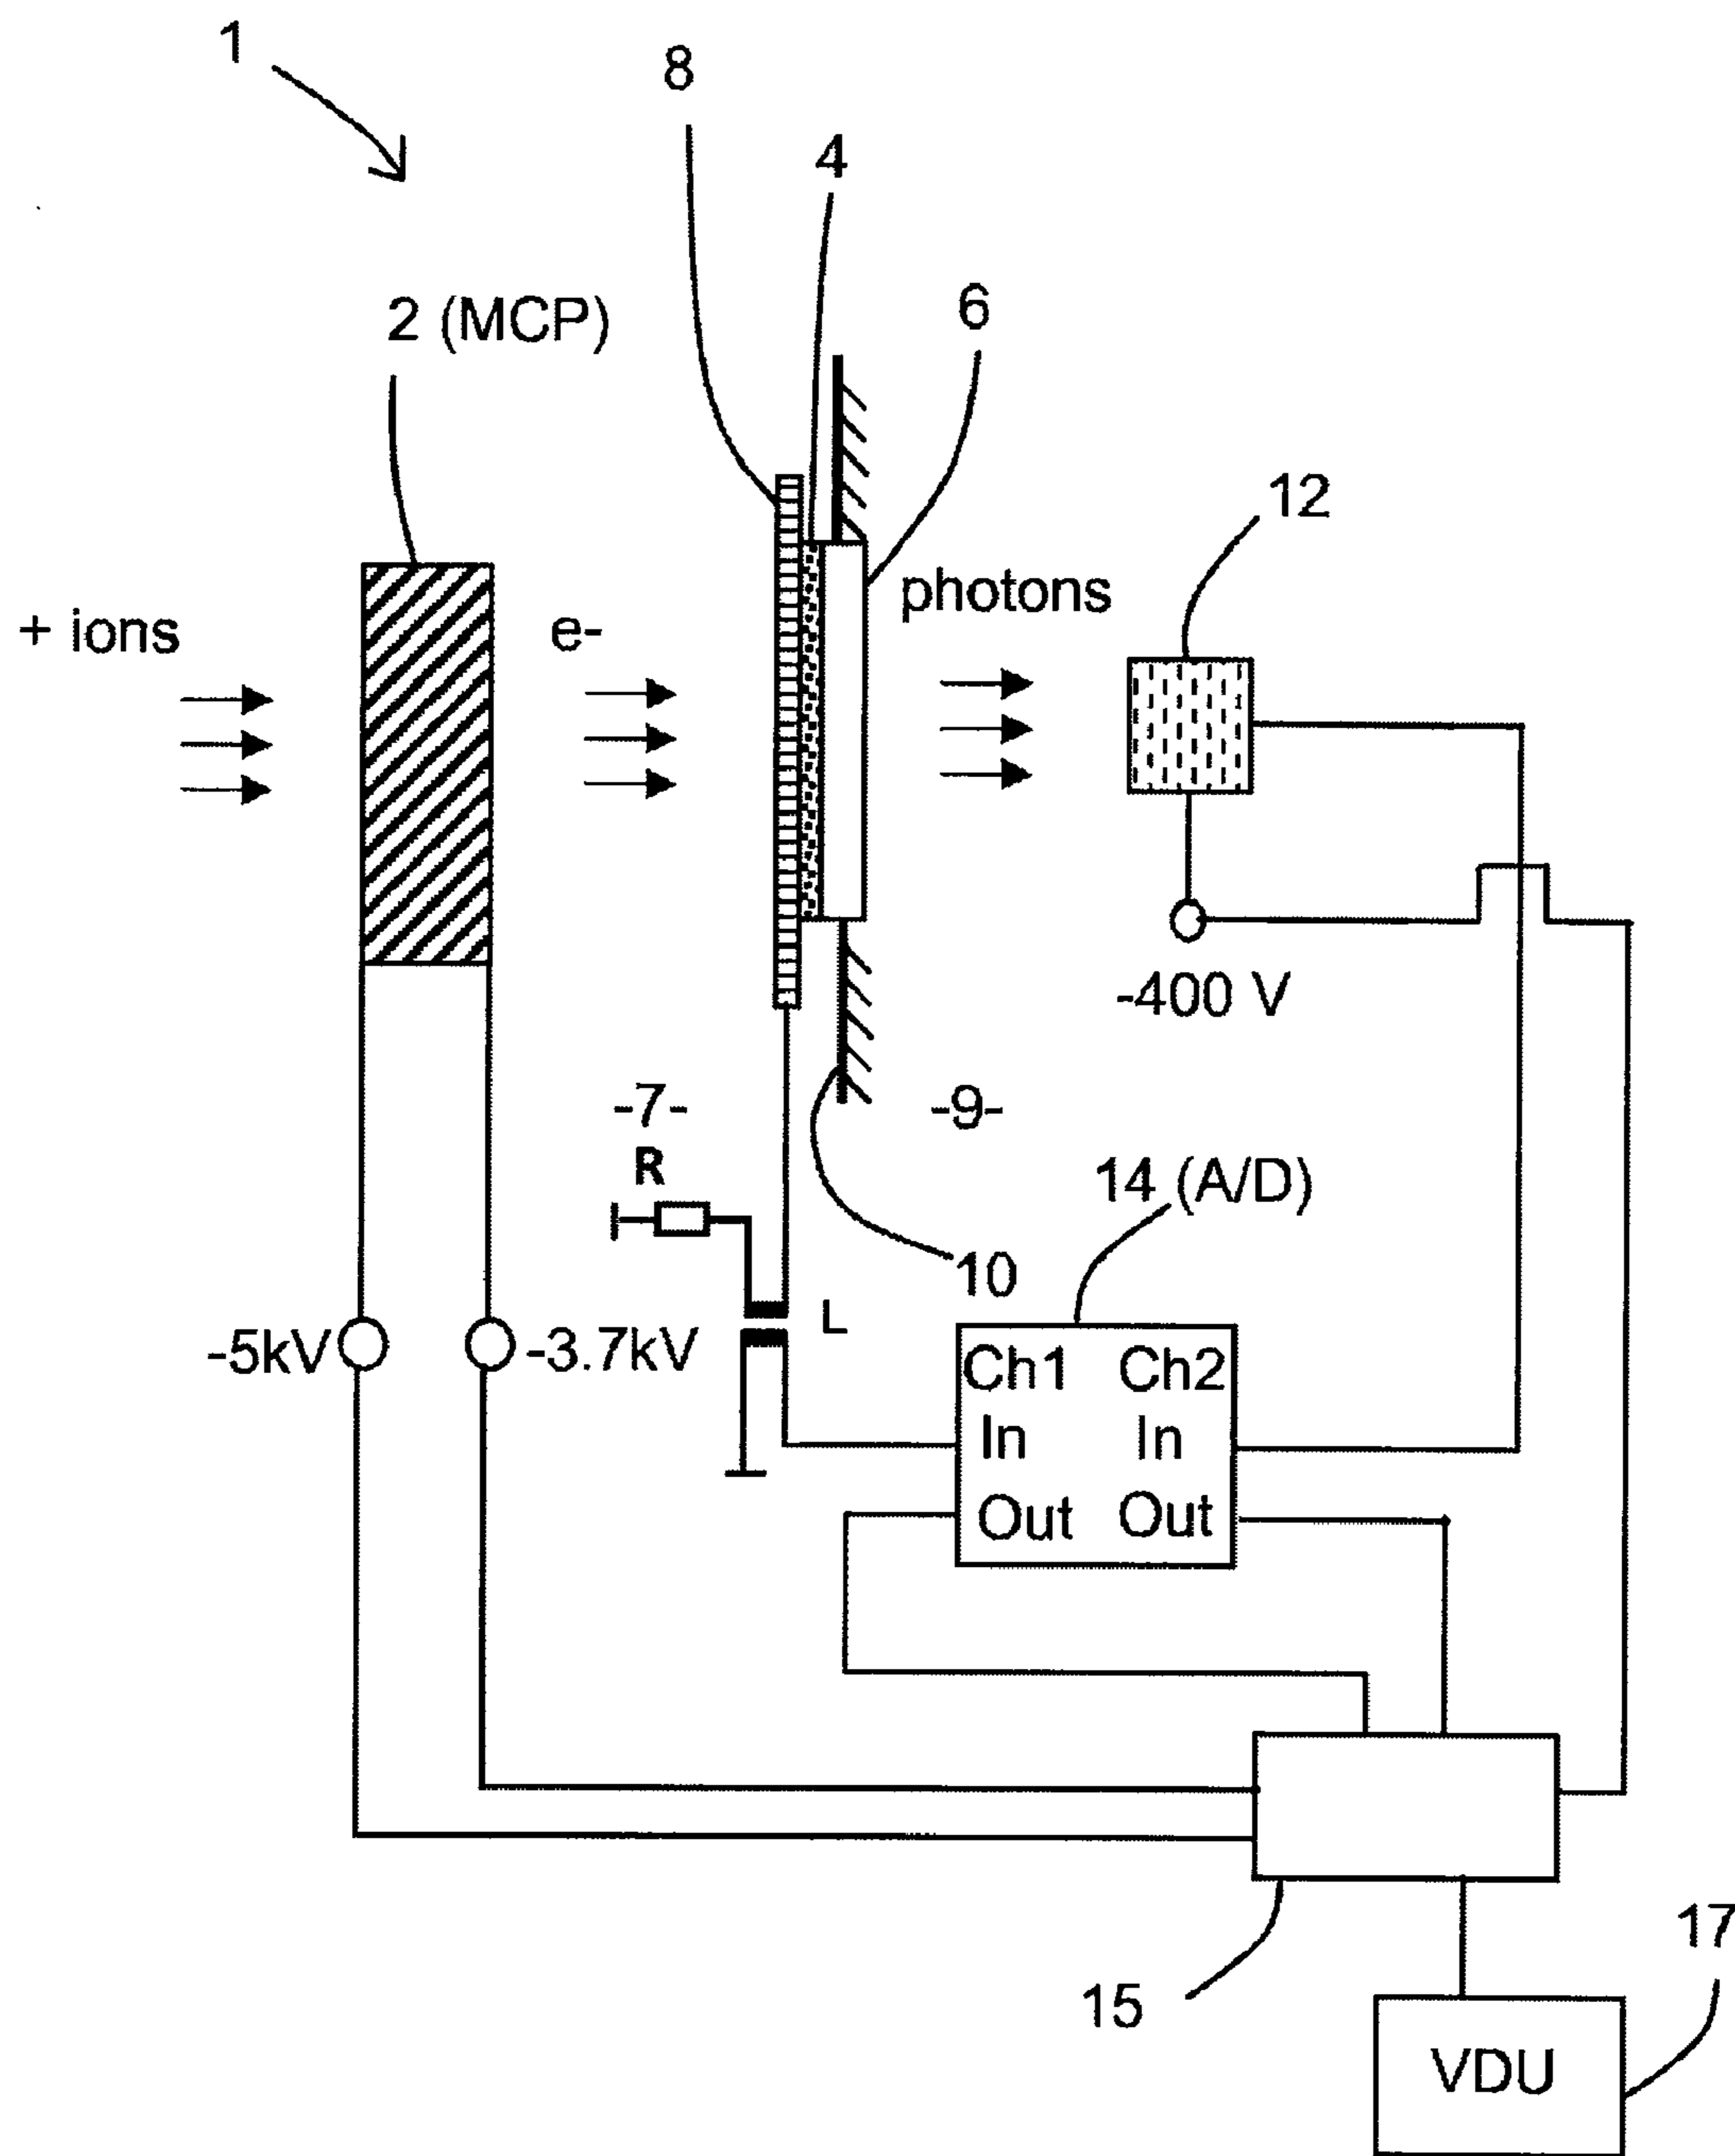 1
8
4
2 (MCP)
6
12
+ ions
e-
photons
-400 V
-7-
-9-
R
14 (A/D)
10
L
-5kV
-3.7kV
Ch1 Ch2
In In
Out Out
15
17
VDU